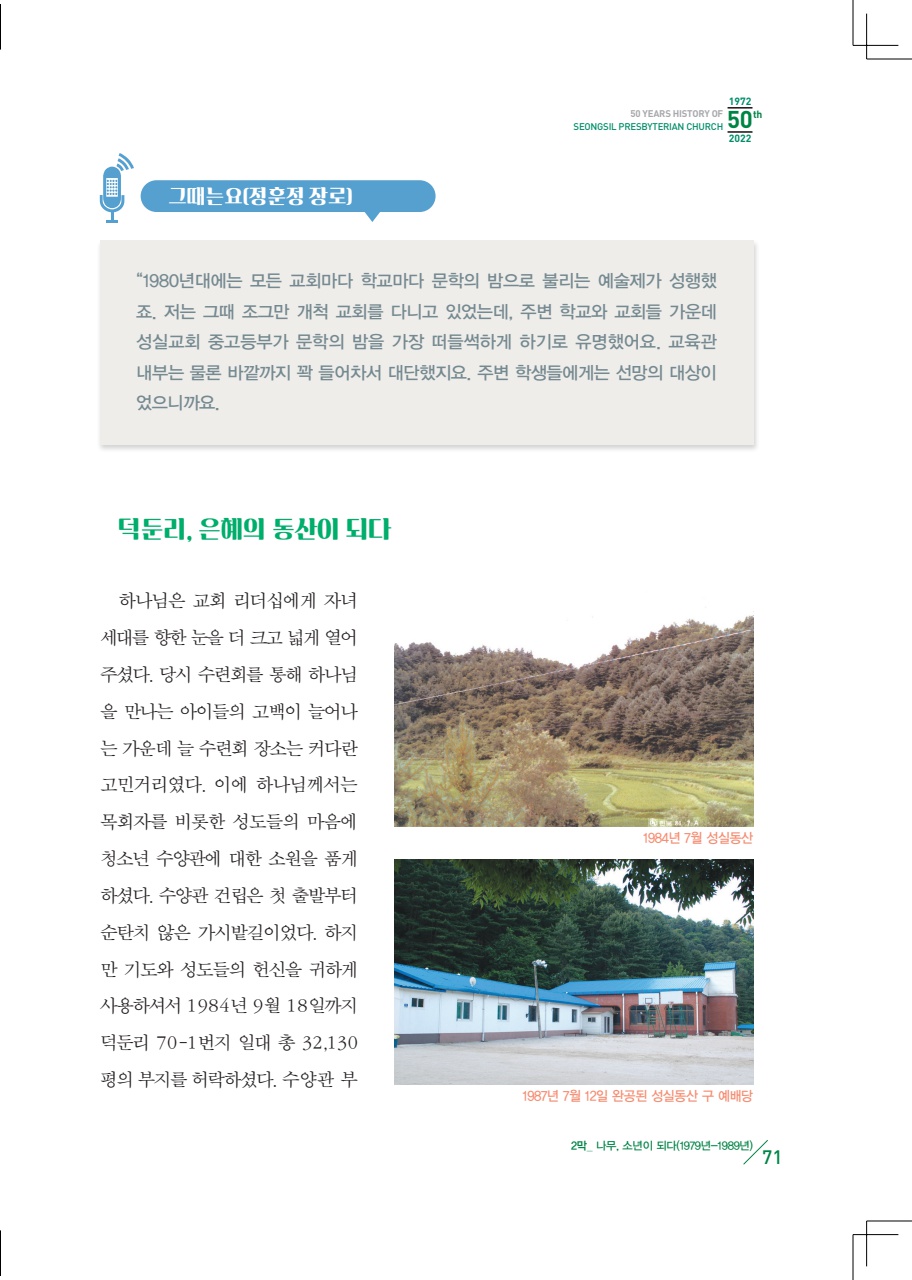 1972
50 YEARS HISTORY OF
SEONGSIL PRESBYTERIAN CHURCH
50th
2022
그때는요(정훈정 장로)
“1980년대에는 모든 교회마다 학교마다 문학의 밤으로 불리는 예술제가 성행했
죠. 저는 그때 조그만 개척 교회를 다니고 있었는데, 주변 학교와 교회들 가운데
성실교회 중고등부가 문학의 밤을 가장 떠들썩하게 하기로 유명했어요. 교육관
내부는 물론 바깥까지 꽉 들어차서 대단했지요. 주변 학생들에게는 선망의 대상이
었으니까요.
덕둔리, 은혜의 동산이 되다
하나님은 교회 리더십에게 자녀
세대를 향한 눈을 더 크고 넓게 열어
주셨다. 당시 수련회를 통해 하나님
을 만나는 아이들의 고백이 늘어나
는 가운데 늘 수련회 장소는 커다란
고민거리였다. 이에 하나님께서는
목회자를 비롯한 성도들의 마음에
청소년 수양관에 대한 소원을 품게
하셨다. 수양관 건립은 첫 출발부터
순탄치 않은 가시밭길이었다. 하지
만 기도와 성도들의 헌신을 귀하게
사용하셔서 1984년 9월 18일까지
덕둔리 70-1번지 일대 총 32,130
평의 부지를 허락하셨다. 수양관 부
1984년 7월 성실동산
1987년 7월 12일 완공된 성실동산 구 예배당
2막_ 나무, 소년이 되다(1979년-1989년)
71